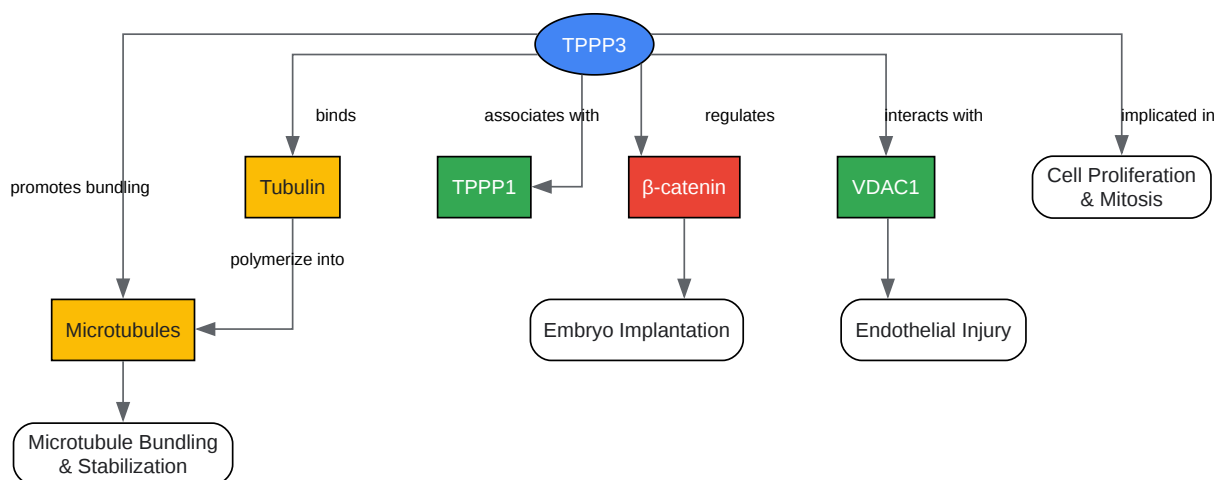 TPPP3
binds
associates with
regulates
interacts with
implicated in
promotes bundling
Tubulin
TPPP1
β-catenin
VDAC1
Cell Proliferation
& Mitosis
polymerize into
Microtubules
Embryo Implantation
Endothelial Injury
Microtubule Bundling
& Stabilization